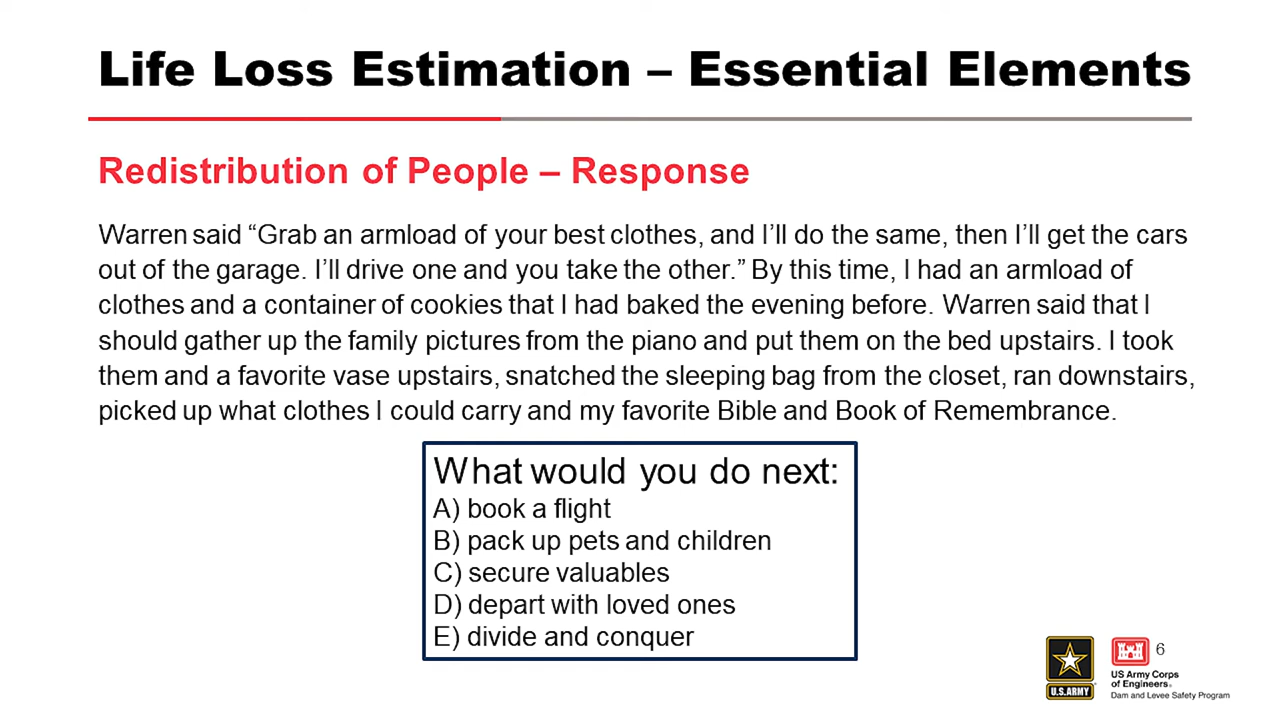 Life Loss Estimation – Essential Elements
Redistribution of People – Response
Warren said “Grab an armload of your best clothes, and I’ll do the same, then I’ll get the cars
out of the garage. I’ll drive one and you take the other.” By this time, I had an armload of
clothes and a container of cookies that I had baked the evening before. Warren said that I
should gather up the family pictures from the piano and put them on the bed upstairs. I took
them and a favorite vase upstairs, snatched the sleeping bag from the closet, ran downstairs,
picked up what clothes I could carry and my favorite Bible and Book of Remembrance.
What would you do next:
A) book a flight
B) pack up pets and children
C) secure valuables
D) depart with loved ones
E) divide and conquer
6
U.S.ARMY
US Army Corps
of Engineers®
Dam and Levee Safety Program